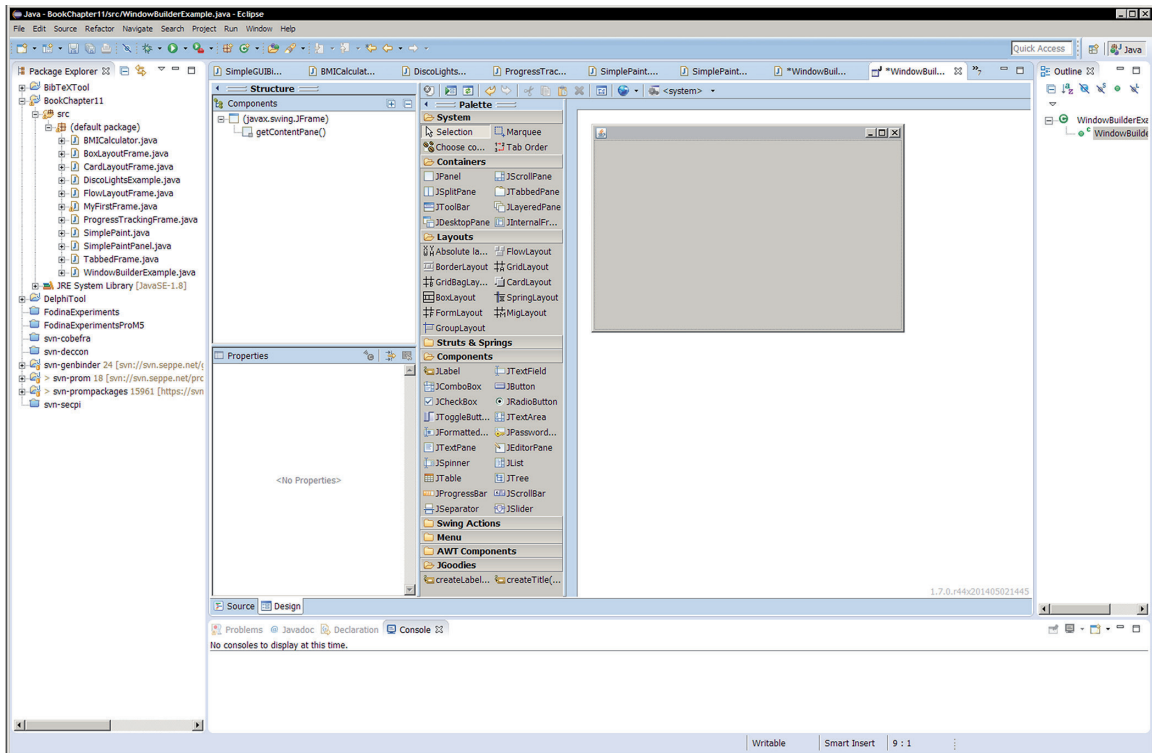 Java - BookChapter11/src/WindowBuilderExample.java - Eclipse
File Edit Source Refactor Navigate Search Project Run Window Help
Quick Access
Java
Package Explorer
BibTeXTool
BookChapter11
src
(default package)
BMICalculator.java
BoxLayoutFrame.java
CardLayoutFrame.java
DiscoLightsExample.java
FlowLayoutFrame.java
MyFirstFrame.java
ProgressTrackingFrame.java
SimplePaint.java
SimplePaintPanel.java
TabbedFrame.java
WindowBuilderExample.java
JRE System Library [JavaSE-1.8]
DelphiTool
FodinaExperiments
FodinaExperimentsProM5
svn-cobefra
svn-deccon
svn-genbinder 24 [svn://svn.seppe.net/g
> svn-prom 18 [svn://svn.seppe.net/prc
> svn-prompackages 15961 [https://svn
svn-secpi
SimpleGUIBi... BMICalculat... DiscoLights... ProgressTrac... SimplePaint.... SimplePaint... *WindowBuil... *WindowBuil...
Structure
Components
(javax.swing.JFrame)
getContentPane()
Properties
<No Properties>
<system>
Palette
System
Selection Marquee
Choose co... Tab Order
Containers
JPanel JScrollPane
JSplitPane JTabbedPane
JToolBar JLayeredPane
JDesktopPane JInternalFr...
Layouts
Absolute la... FlowLayout
BorderLayout GridLayout
GridBagLay... CardLayout
BoxLayout SpringLayout
FormLayout MigLayout
GroupLayout
Struts & Springs
Components
JLabel JTextField
JComboBox JButton
JCheckBox JRadioButton
JToggleButt... JTextArea
JFormatted... JPassword...
JTextPane JEditorPane
JSpinner JList
JTable JTree
JProgressBar JScrollBar
JSeparator JSlider
Swing Actions
Menu
AWT Components
JGoodies
createLabel... createTitle(...
1.7.0.r44x201405021445
Source Design
Outline
WindowBuilderExa
WindowBuilde
Problems Javadoc Declaration Console
No consoles to display at this time.
Writable Smart Insert 9 : 1